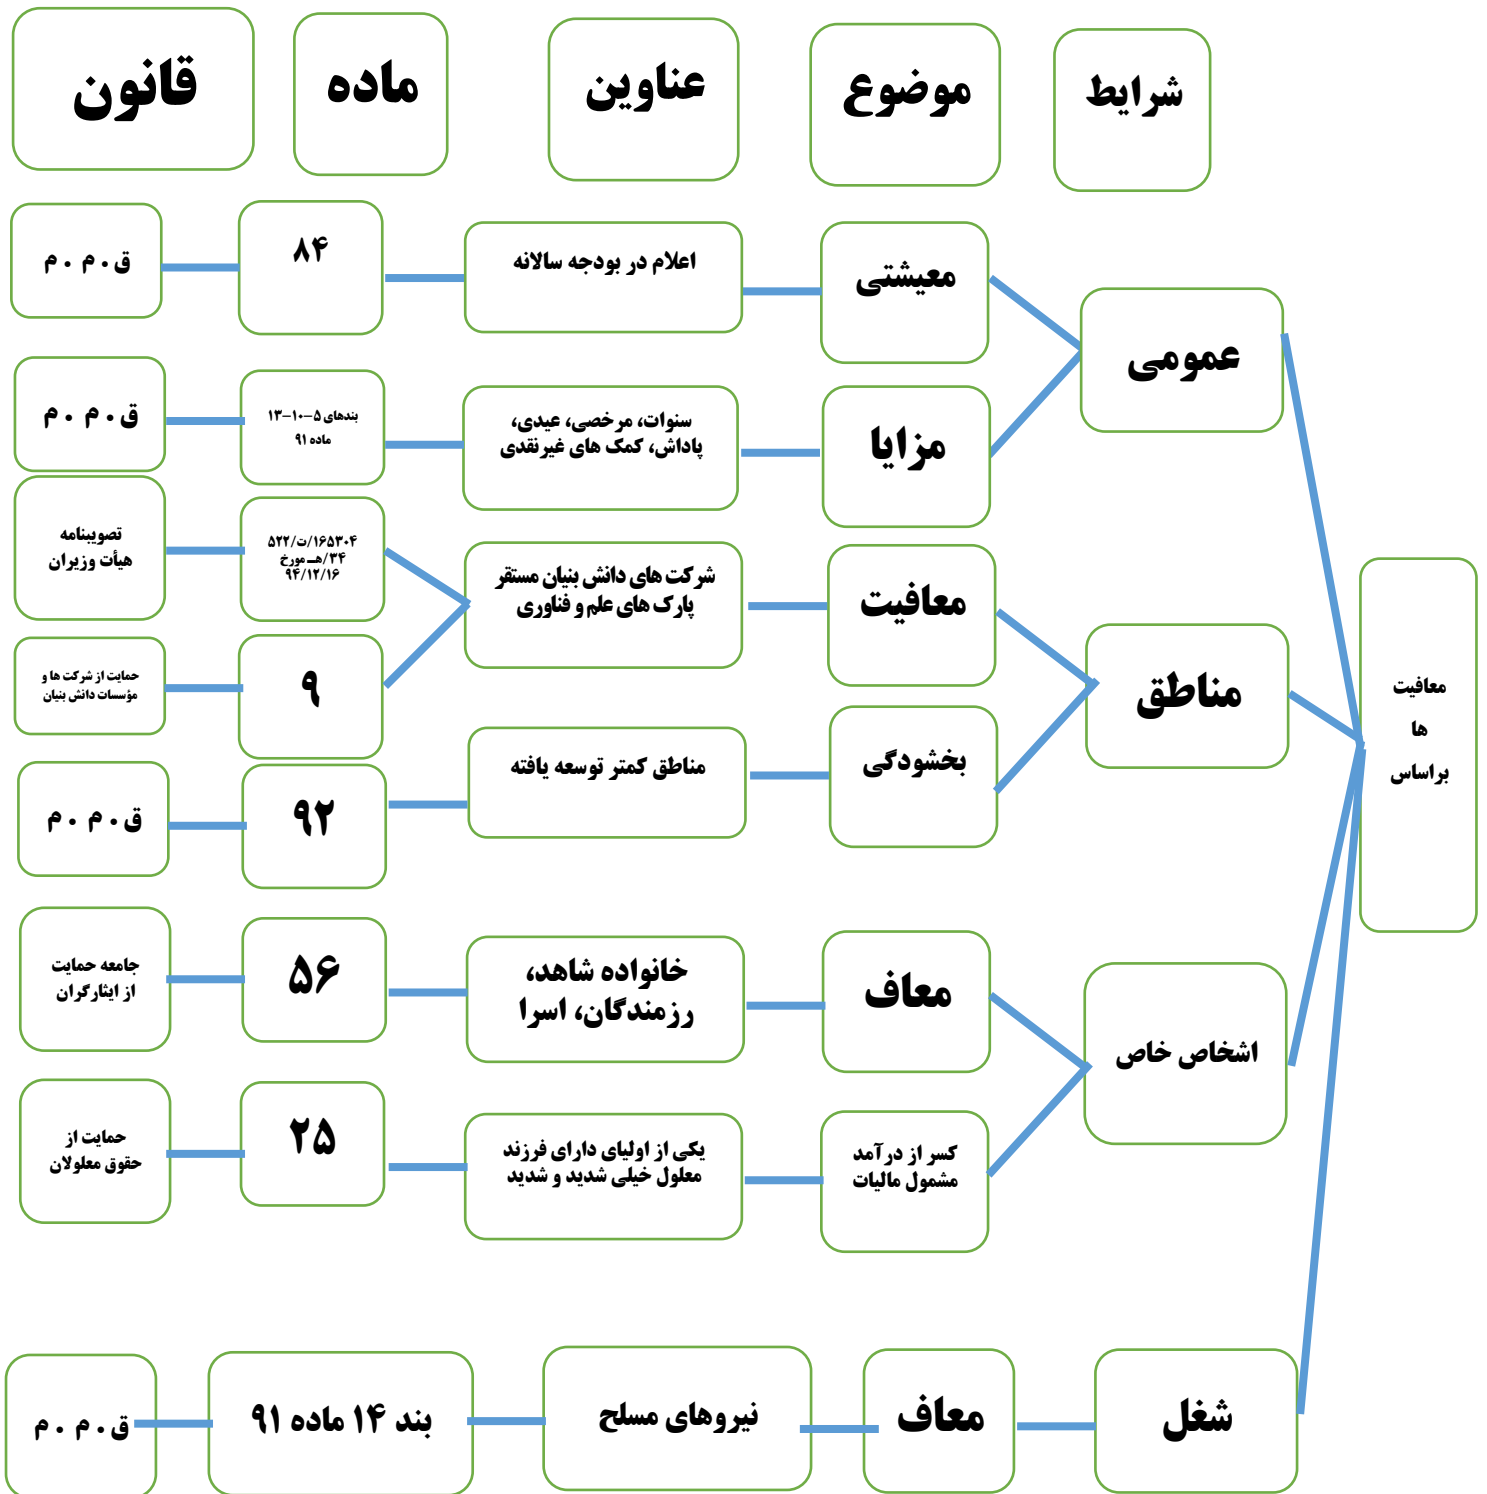 شرایط
موضوع
عناوین
ماده
قانون
معافیت
ها
براساس
عمومی
معیشتی
اعلام در بودجه سالانه
۸۴
ق . م . م
مزایا
سنوات، مرخصی، عیدی،
پاداش، کمک های غیرنقدی
بندهای ۵-۱۰-۱۳
ماده ۹۱
ق . م . م
مناطق
معافیت
شرکت های دانش بنیان مستقر
پارک های علم و فناوری
۱۶۵۳۰۴/ت/۵۲۲
۳۴/هـ مورخ
۹۴/۱۲/۱۶
تصویبنامه
هیأت وزیران
۹
حمایت از شرکت ها و
مؤسسات دانش بنیان
بخشودگی
مناطق کمتر توسعه یافته
۹۲
ق . م . م
اشخاص خاص
معاف
خانواده شاهد،
رزمندگان، اسرا
۵۶
جامعه حمایت
از ایثارگران
کسر از درآمد
مشمول مالیات
یکی از اولیای دارای فرزند
معلول خیلی شدید و شدید
۲۵
حمایت از
حقوق معلولان
شغل
معاف
نیروهای مسلح
بند ۱۴ ماده ۹۱
ق . م . م